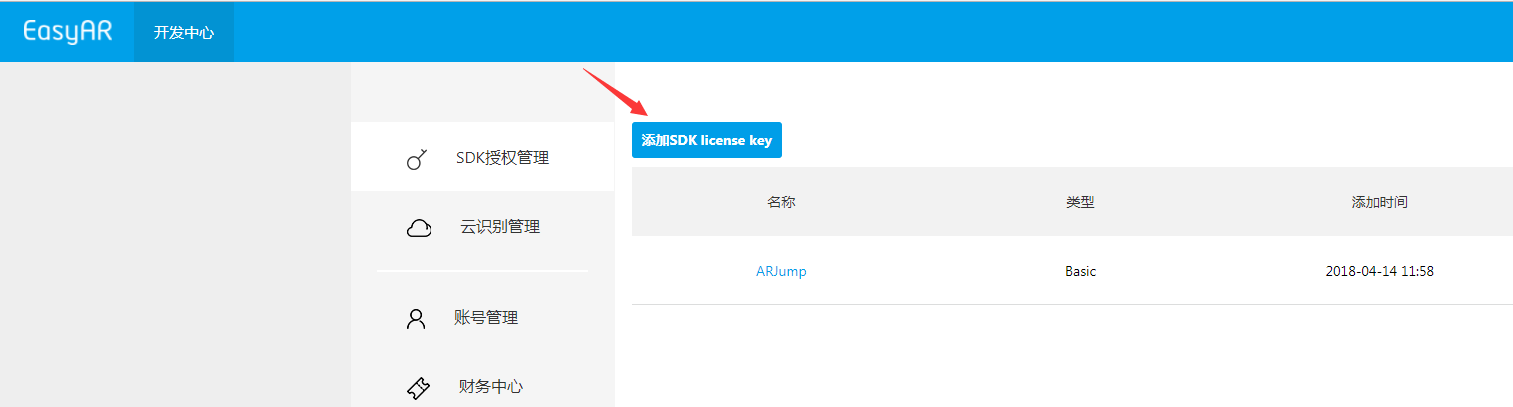 EasyAR 开发中心
SDK授权管理
云识别管理
账号管理
财务中心
添加SDK license key
名称 类型 添加时间
ARJump Basic 2018-04-14 11:58